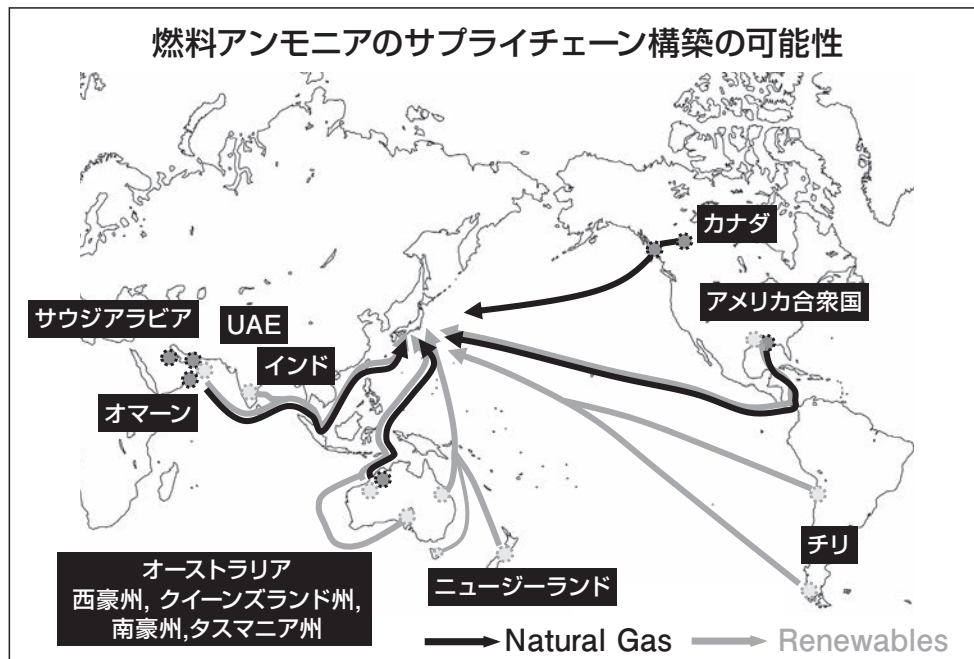 燃料アンモニアのサプライチェーン構築の可能性
カナダ
アメリカ合衆国
サウジアラビア
UAE
インド
オマーン
チリ
オーストラリア
西豪州, クイーンズランド州,
南豪州,タスマニア州
ニュージーランド
Natural Gas
Renewables